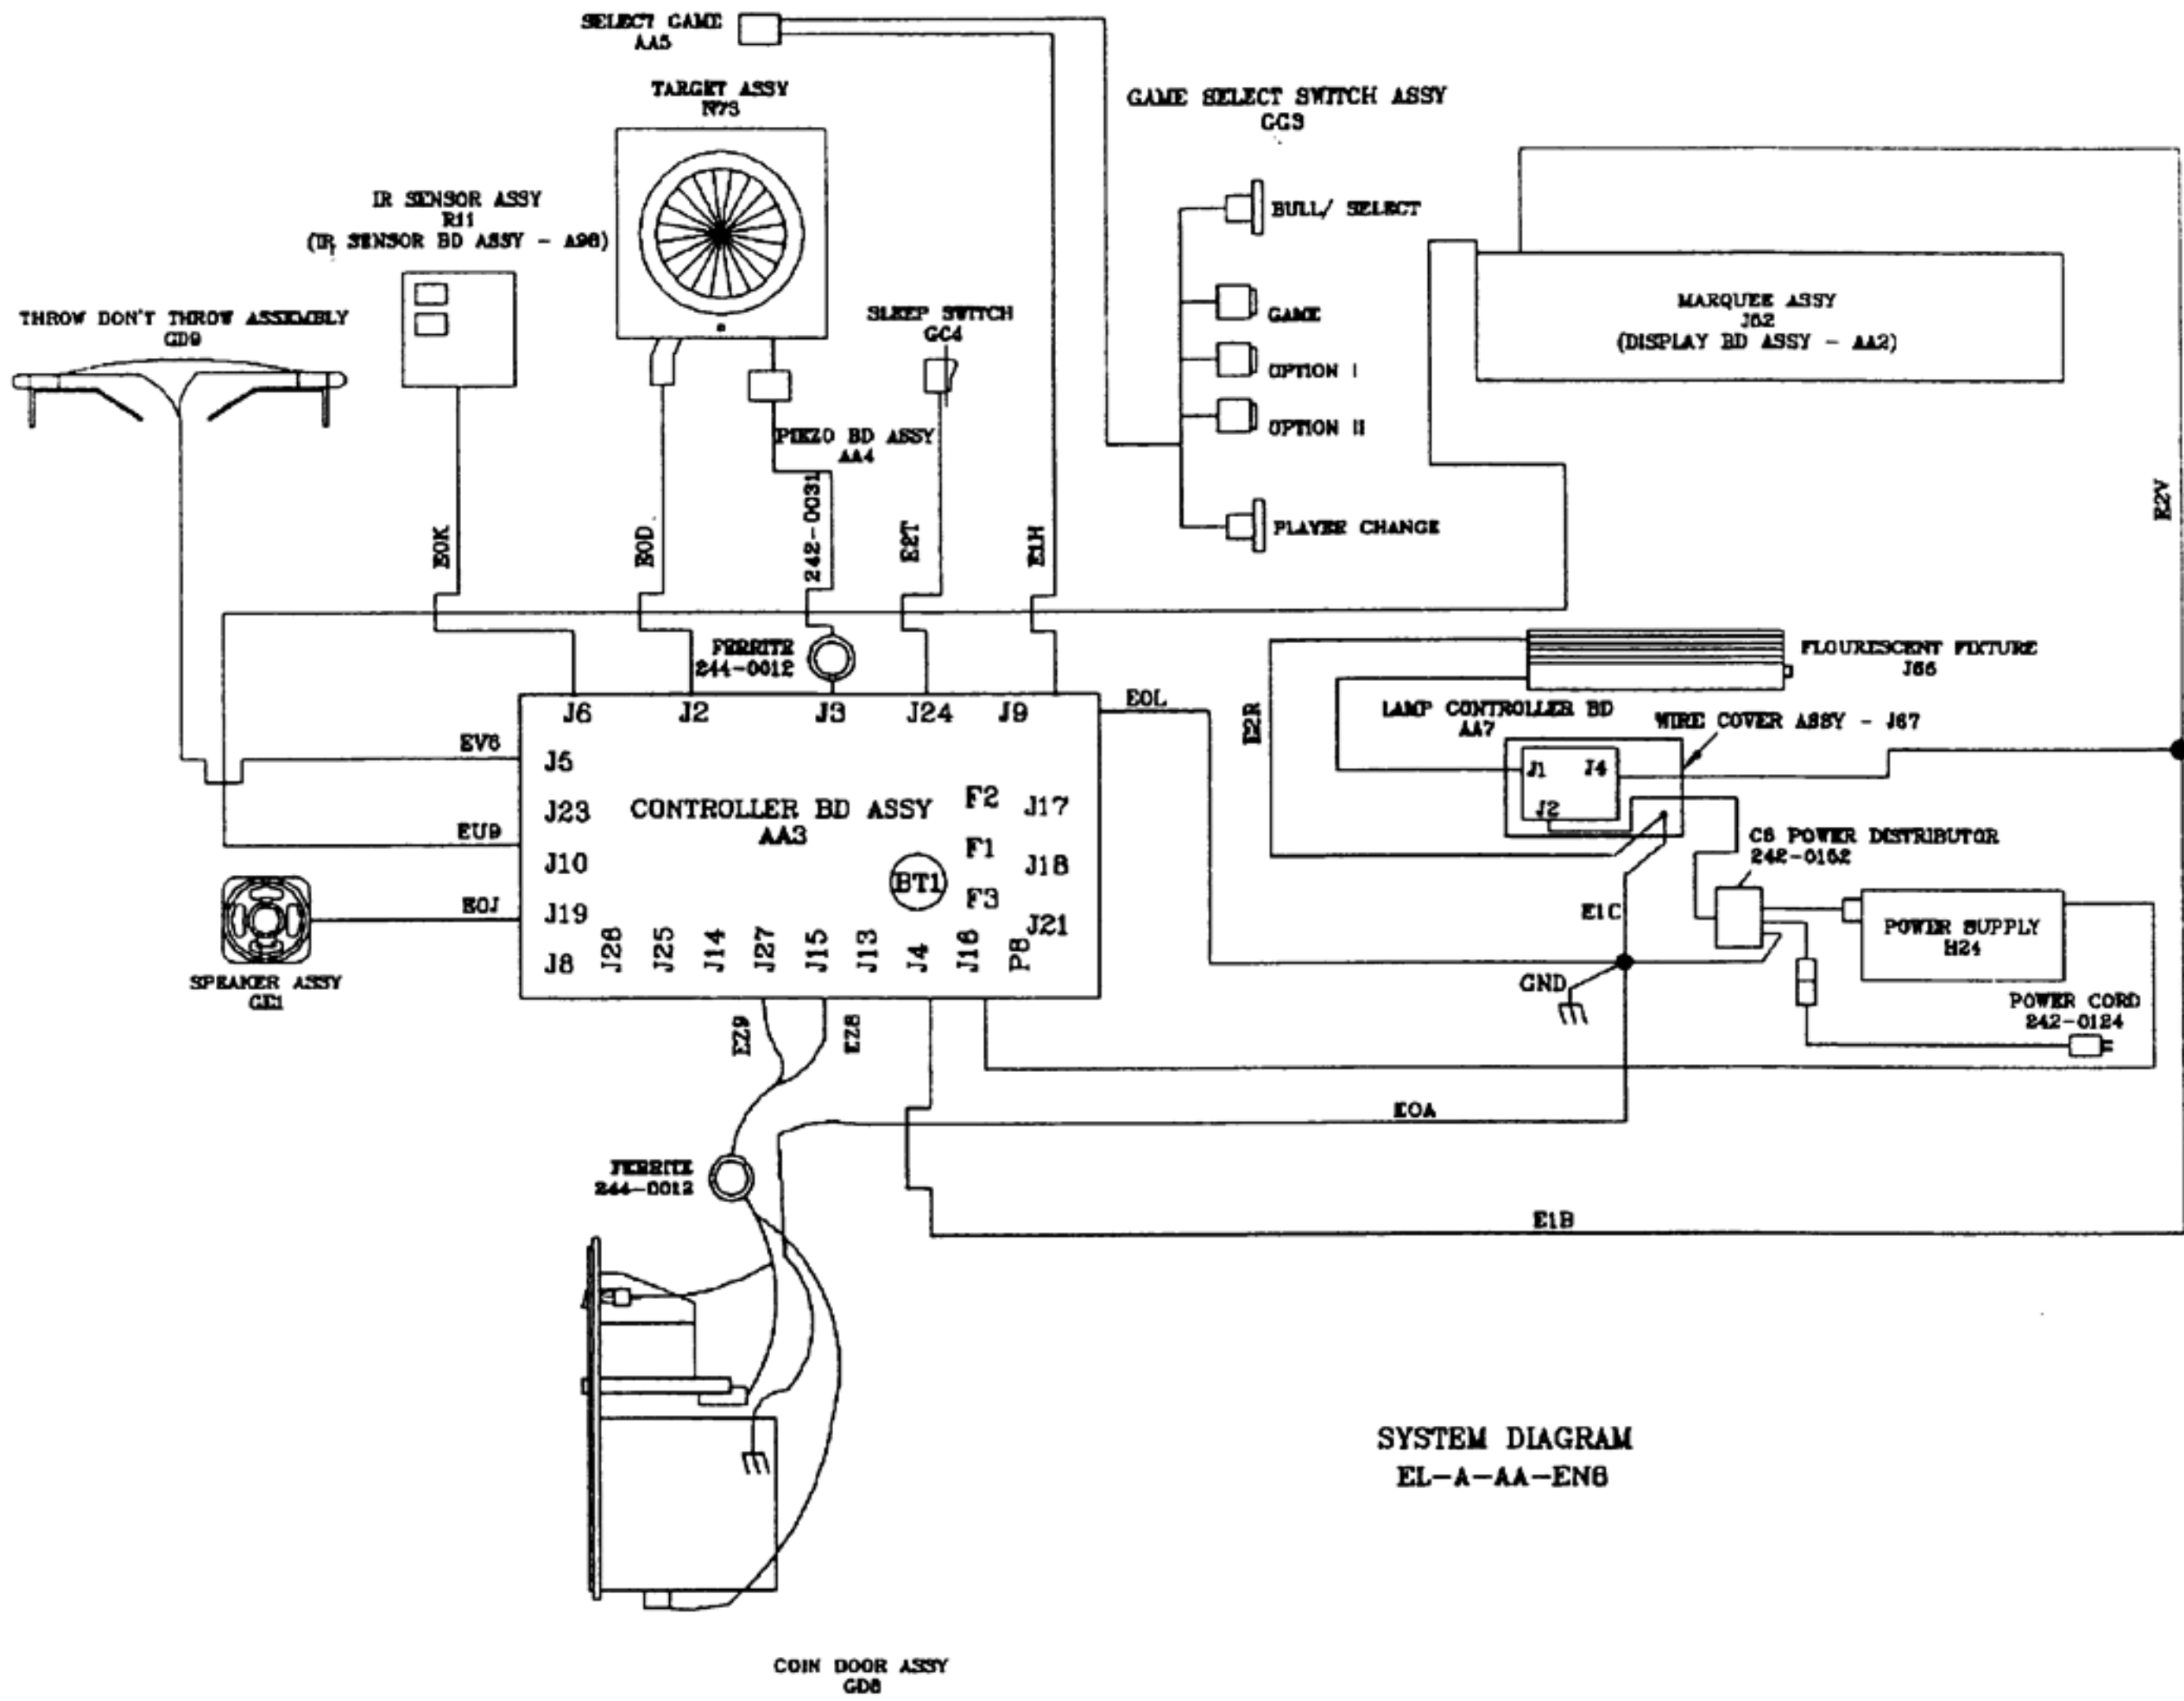 SELECT GAME
AA5
TARGET ASSY
N73
GAME SELECT SWITCH ASSY
GG3
IR SENSOR ASSY
R11
(IR SENSOR BD ASSY - A98)
BULL/ SELECT
GAME
OPTION I
OPTION II
PLAYER CHANGE
MARQUEE ASSY
J52
(DISPLAY BD ASSY - AA2)
THROW DON'T THROW ASSEMBLY
GD9
SLEEP SWITCH
GC4
PIEZO BD ASSY
AA4
E0K
E0D
242-0031
E2T
E1H
E2V
FERRITE
244-0012
FLOURESCENT FIXTURE
J66
E2R
LAMP CONTROLLER BD
AA7
WIRE COVER ASSY - J67
J1
J4
J2
J6
J2
J3
J24
J9
E0L
EV6
J5
J23
EU9
J10
E0J
J19
J8
CONTROLLER BD ASSY
AA3
F2
J17
F1
J18
BT1
F3
J21
J26
J25
J14
J27
J15
J13
J4
J16
P8
C6 POWER DISTRIBUTOR
242-0152
E1C
POWER SUPPLY
H24
GND
POWER CORD
242-0124
SPEAKER ASSY
GE1
EZ9
EZ8
E0A
FERRITE
244-0012
E1B
SYSTEM DIAGRAM
EL-A-AA-EN6
COIN DOOR ASSY
GD8